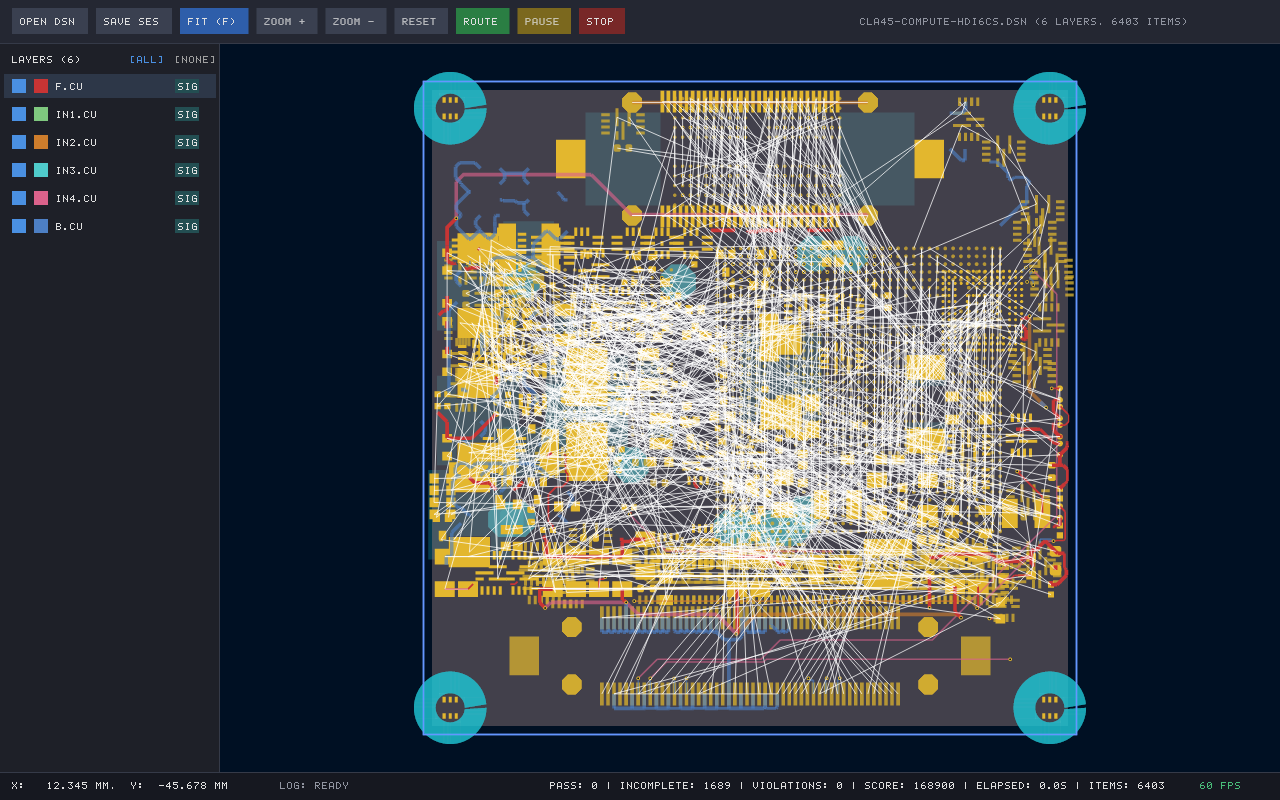 OPEN DSN SAVE SES FIT (F) ZOOM + ZOOM - RESET ROUTE PAUSE STOP CLA45-COMPUTE-HDI6CS.DSN (6 LAYERS. 6403 ITEMS)
LAYERS (6) [ALL] [NONE]
F.CU SIG
IN1.CU SIG
IN2.CU SIG
IN3.CU SIG
IN4.CU SIG
B.CU SIG
X: 12.345 MM. Y: -45.678 MM LOG: READY PASS: 0 | INCOMPLETE: 1689 | VIOLATIONS: 0 | SCORE: 168900 | ELAPSED: 0.0S | ITEMS: 6403 60 FPS